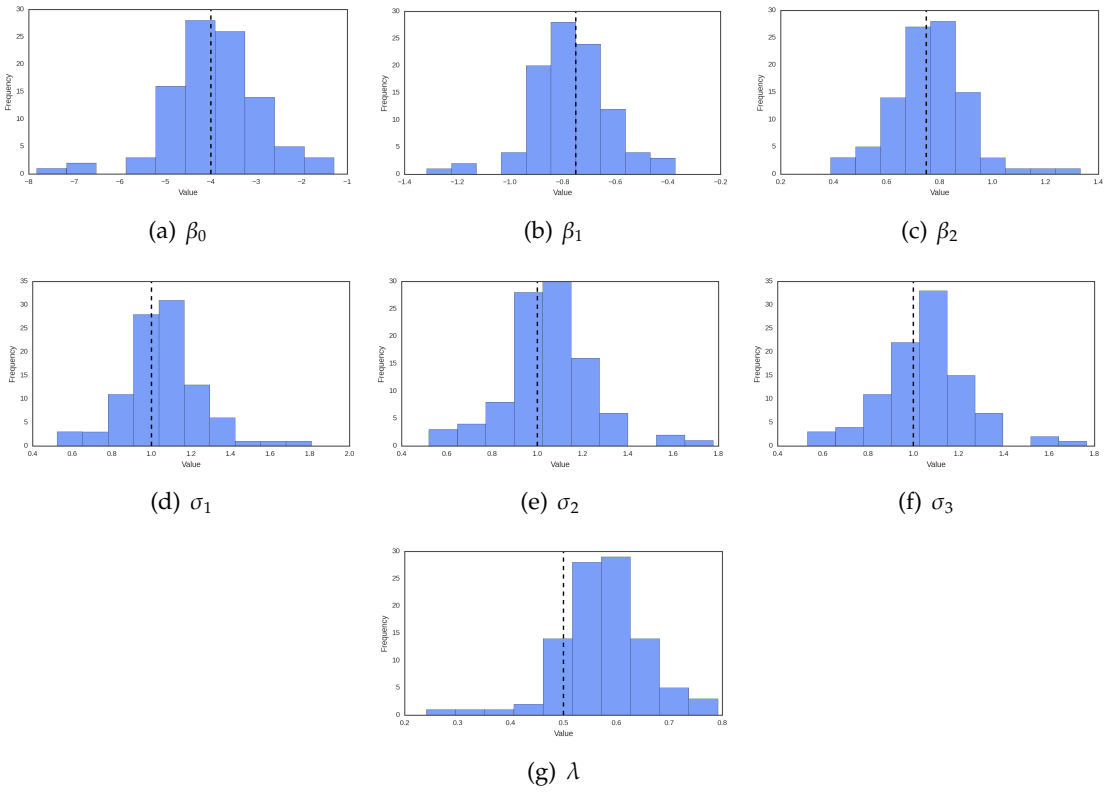 30
25
20
15
10
5
0
Frequency
−8 −7 −6 −5 −4 −3 −2 −1
Value
(a) β0
30
25
20
15
10
5
0
Frequency
−1.4 −1.2 −1.0 −0.8 −0.6 −0.4 −0.2
Value
(b) β1
30
25
20
15
10
5
0
Frequency
0.2 0.4 0.6 0.8 1.0 1.2 1.4
Value
(c) β2
35
30
25
20
15
10
5
0
Frequency
0.4 0.6 0.8 1.0 1.2 1.4 1.6 1.8 2.0
Value
(d) σ1
30
25
20
15
10
5
0
Frequency
0.4 0.6 0.8 1.0 1.2 1.4 1.6 1.8
Value
(e) σ2
35
30
25
20
15
10
5
0
Frequency
0.4 0.6 0.8 1.0 1.2 1.4 1.6 1.8
Value
(f) σ3
30
25
20
15
10
5
0
Frequency
0.2 0.3 0.4 0.5 0.6 0.7 0.8
Value
(g) λ